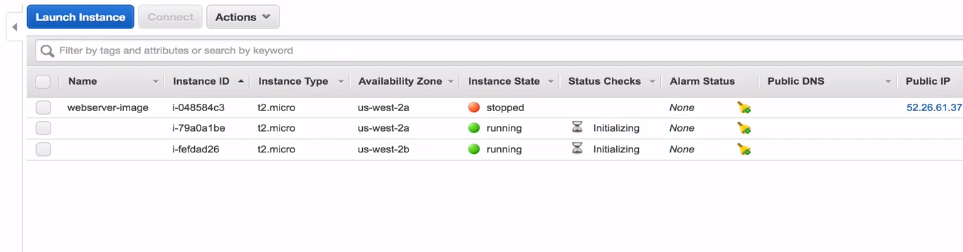 Launch Instance Connect Actions
Filter by tags and attributes or search by keyword
Name Instance ID Instance Type Availability Zone Instance State Status Checks Alarm Status Public DNS Public IP
webserver-image i-048584c3 t2.micro us-west-2a stopped None 52.26.61.37
i-79a0a1be t2.micro us-west-2a running Initializing None
i-fefdad26 t2.micro us-west-2b running Initializing None